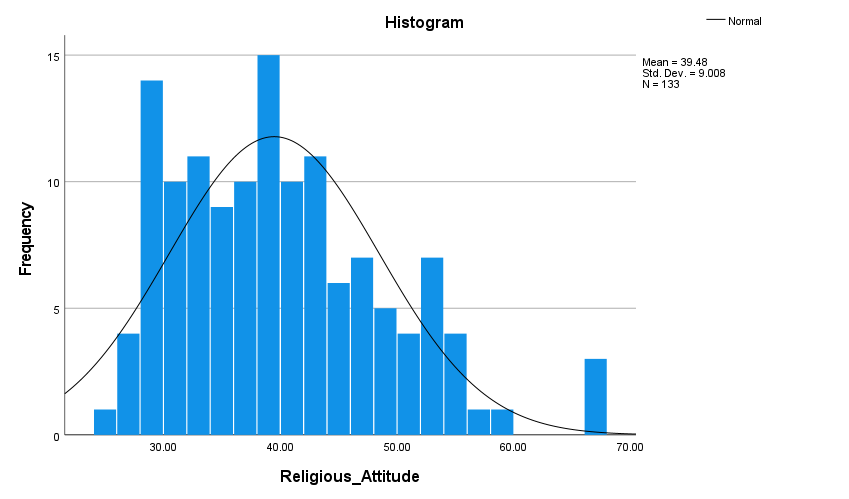 Histogram
Normal
Mean = 39.48
Std. Dev. = 9.008
N = 133
15
10
5
0
Frequency
30.00 40.00 50.00 60.00 70.00
Religious_Attitude